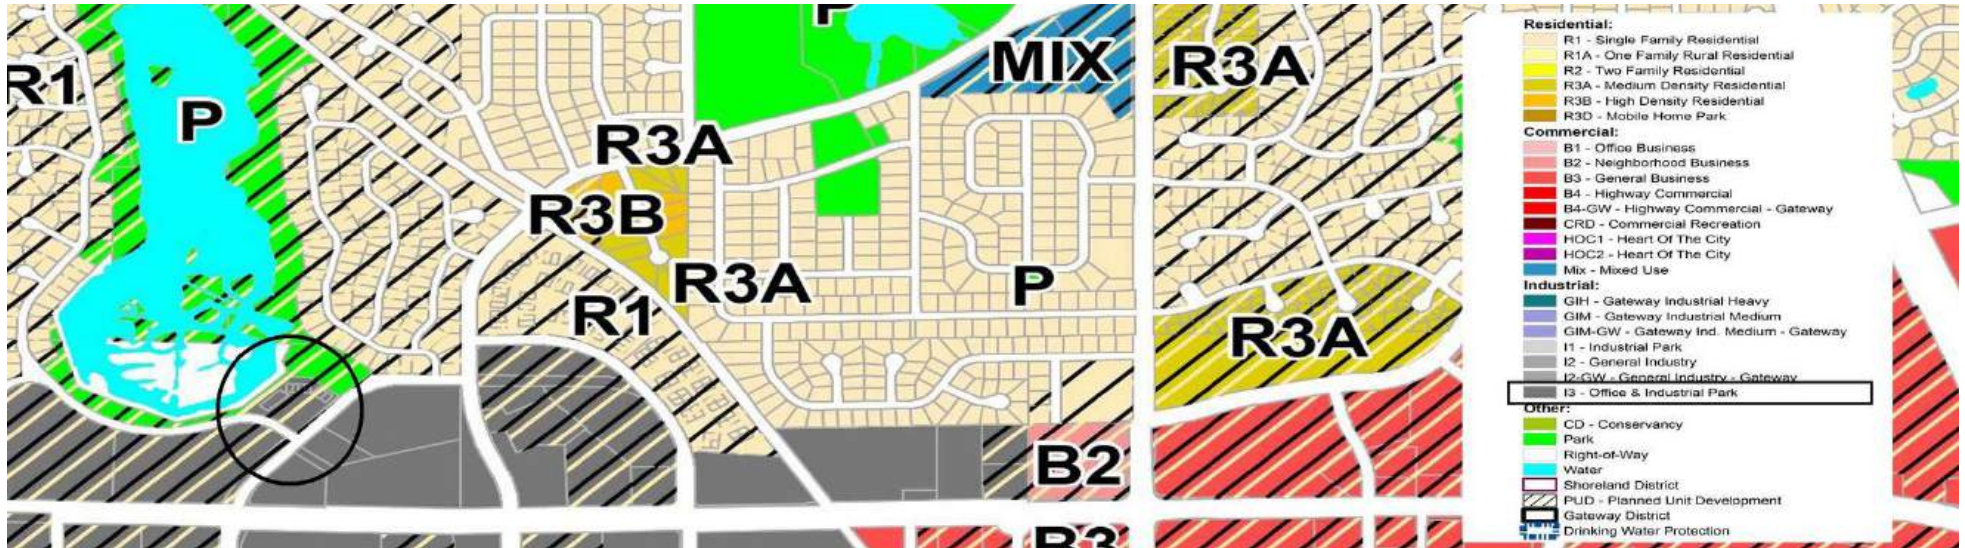 P
MIX
R3A
R1
P
R3A
R3B
R3A
P
R1
R3A
B2
R3
Residential:
R1 - Single Family Residential
R1A - One Family Rural Residential
R2 - Two Family Residential
R3A - Medium Density Residential
R3B - High Density Residential
R3D - Mobile Home Park
Commercial:
B1 - Office Business
B2 - Neighborhood Business
B3 - General Business
B4 - Highway Commercial
B4-GW - Highway Commercial - Gateway
CRD - Commercial Recreation
HOC1 - Heart Of The City
HOC2 - Heart Of The City
Mix - Mixed Use
Industrial:
GIH - Gateway Industrial Heavy
GIM - Gateway Industrial Medium
GIM-GW - Gateway Ind. Medium - Gateway
I1 - Industrial Park
I2 - General Industry
I2-GW - General Industry - Gateway
I3 - Office & Industrial Park
Other:
CD - Conservancy
Park
Right-of-Way
Water
Shoreland District
PUD - Planned Unit Development
Gateway District
Drinking Water Protection